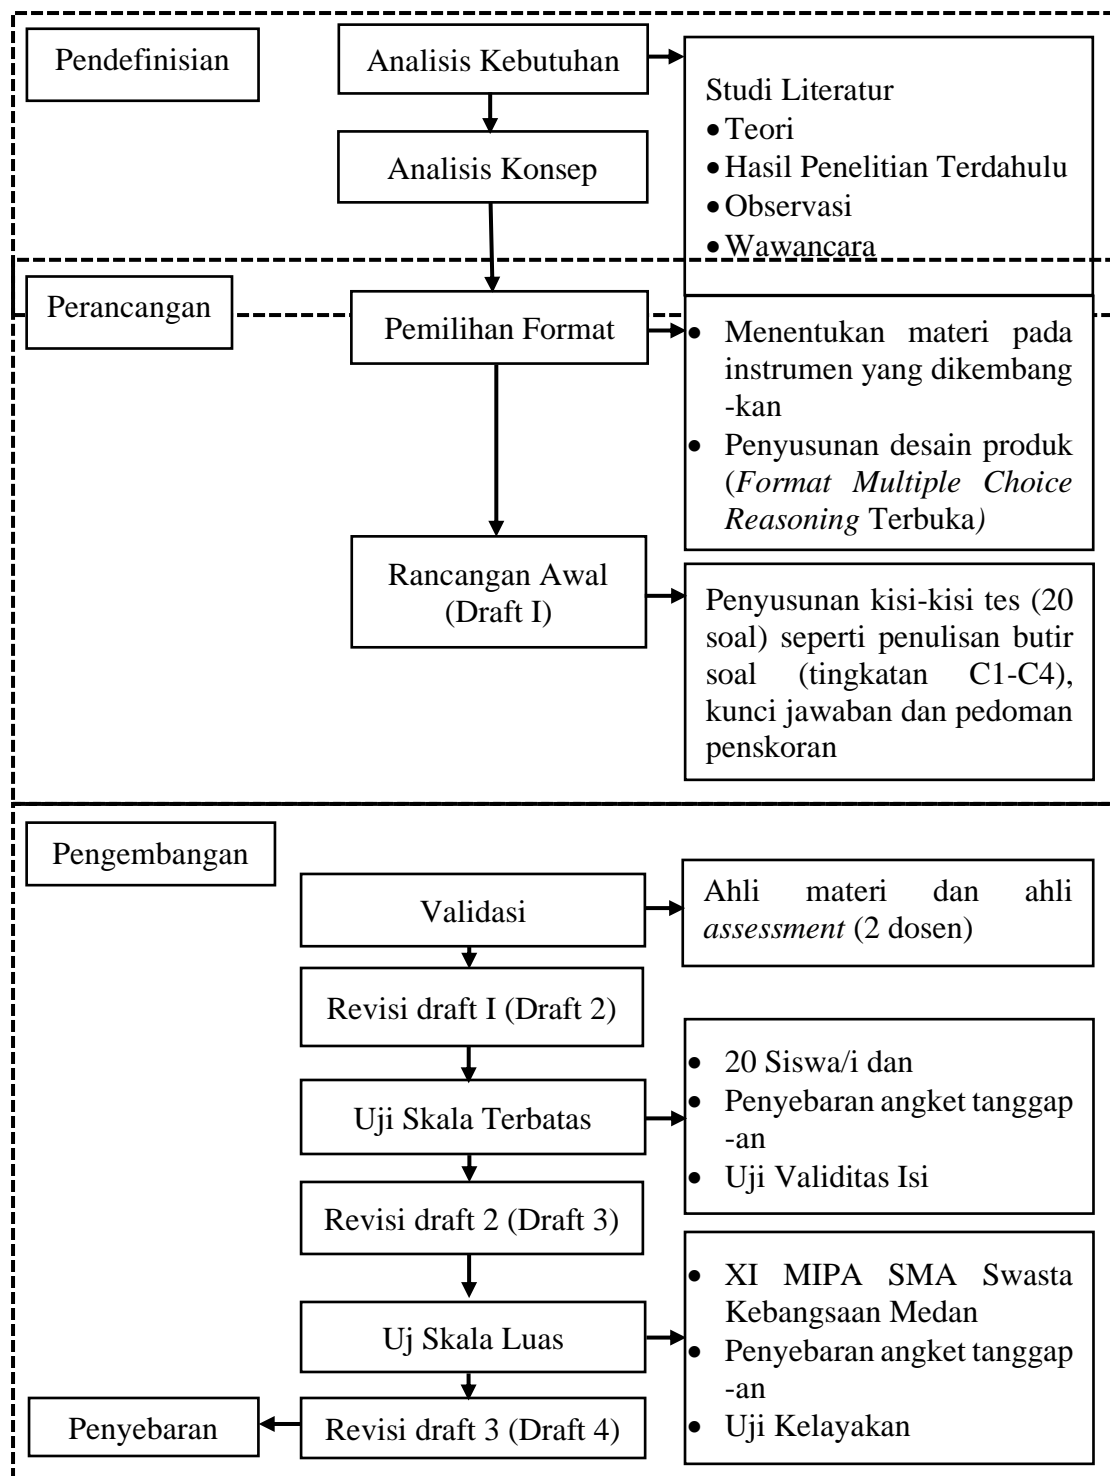 Pendefinisian
Analisis Kebutuhan
Studi Literatur
• Teori
• Hasil Penelitian Terdahulu
• Observasi
• Wawancara
Analisis Konsep
Perancangan
Pemilihan Format
• Menentukan materi pada
instrumen yang dikembang
-kan
• Penyusunan desain produk
(Format Multiple Choice
Reasoning Terbuka)
Rancangan Awal
(Draft I)
Penyusunan kisi-kisi tes (20
soal) seperti penulisan butir
soal (tingkatan C1-C4),
kunci jawaban dan pedoman
penskoran
Pengembangan
Validasi
Ahli materi dan ahli
assessment (2 dosen)
Revisi draft I (Draft 2)
Uji Skala Terbatas
• 20 Siswa/i dan
• Penyebaran angket tanggap
-an
• Uji Validitas Isi
Revisi draft 2 (Draft 3)
Uj Skala Luas
• XI MIPA SMA Swasta
Kebangsaan Medan
• Penyebaran angket tanggap
-an
• Uji Kelayakan
Revisi draft 3 (Draft 4)
Penyebaran